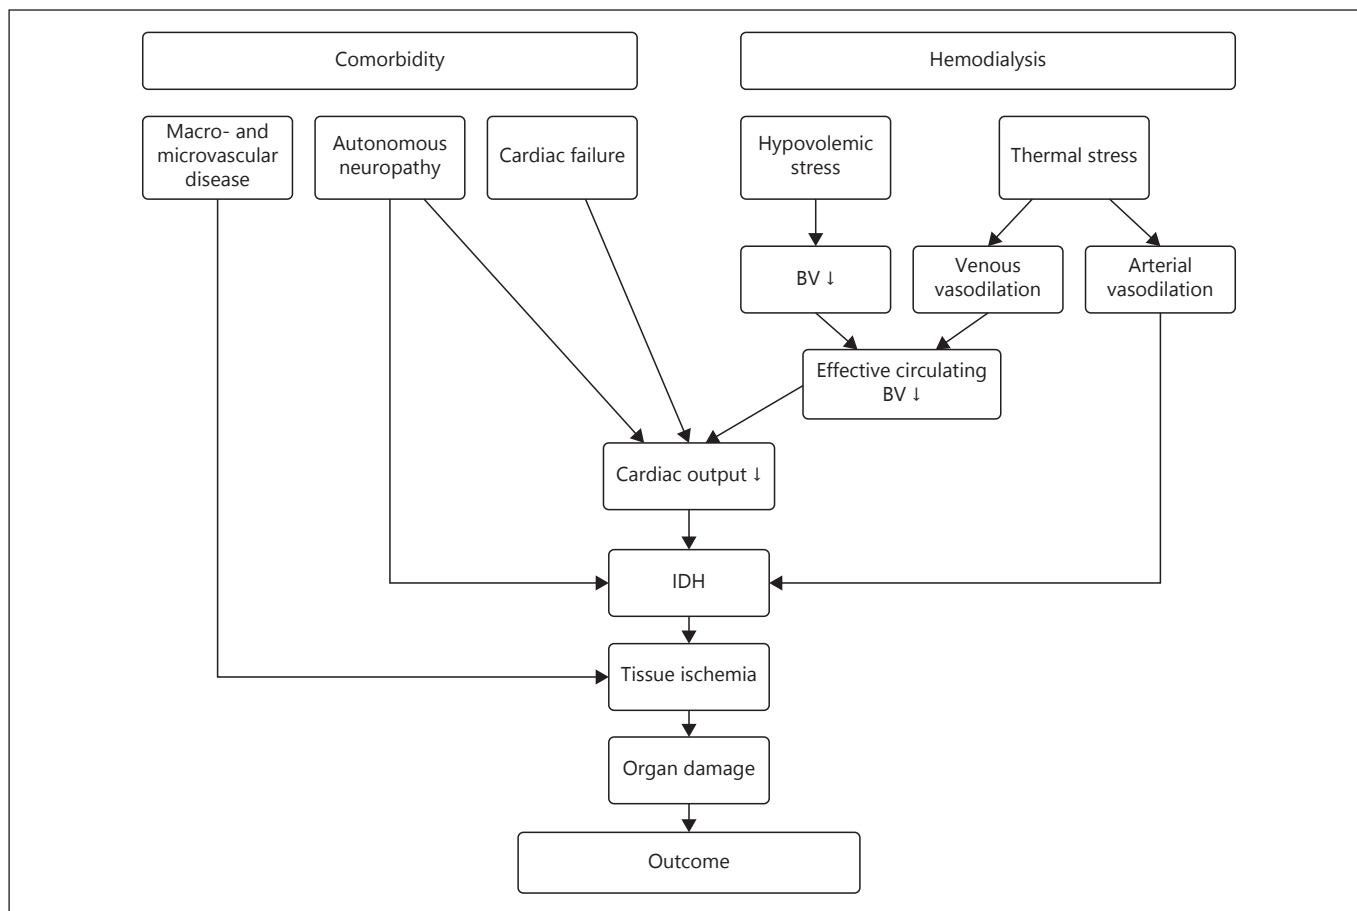 Comorbidity
Hemodialysis
Macro- and
microvascular
disease
Autonomous
neuropathy
Cardiac failure
Hypovolemic
stress
Thermal stress
BV ↓
Venous
vasodilation
Arterial
vasodilation
Effective circulating
BV ↓
Cardiac output ↓
IDH
Tissue ischemia
Organ damage
Outcome